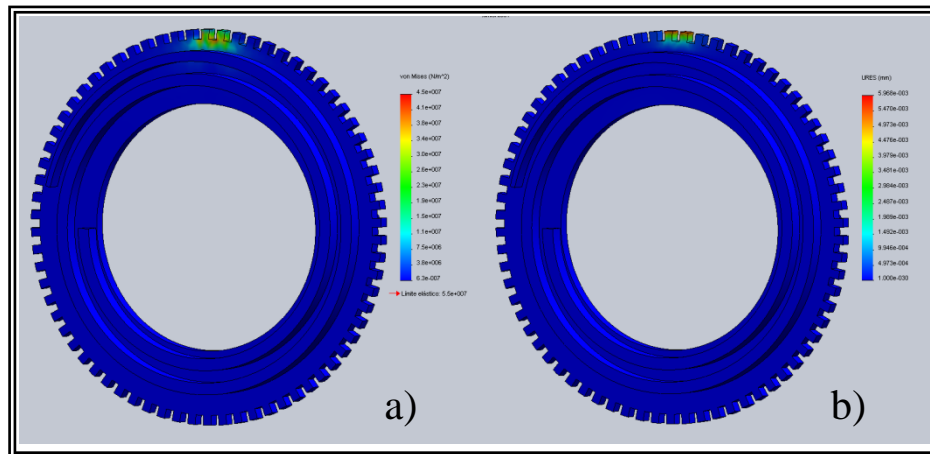 von Mises (N/m^2)
4.5e+007
4.1e+007
3.8e+007
3.4e+007
3.0e+007
2.6e+007
2.3e+007
1.9e+007
1.5e+007
1.1e+007
7.5e+006
3.8e+006
6.3e-007
Límite elástico: 5.5e+007
a)
URES (mm)
5.968e-003
5.470e-003
4.973e-003
4.476e-003
3.979e-003
3.481e-003
2.984e-003
2.487e-003
1.989e-003
1.492e-003
9.946e-004
4.973e-004
1.000e-030
b)